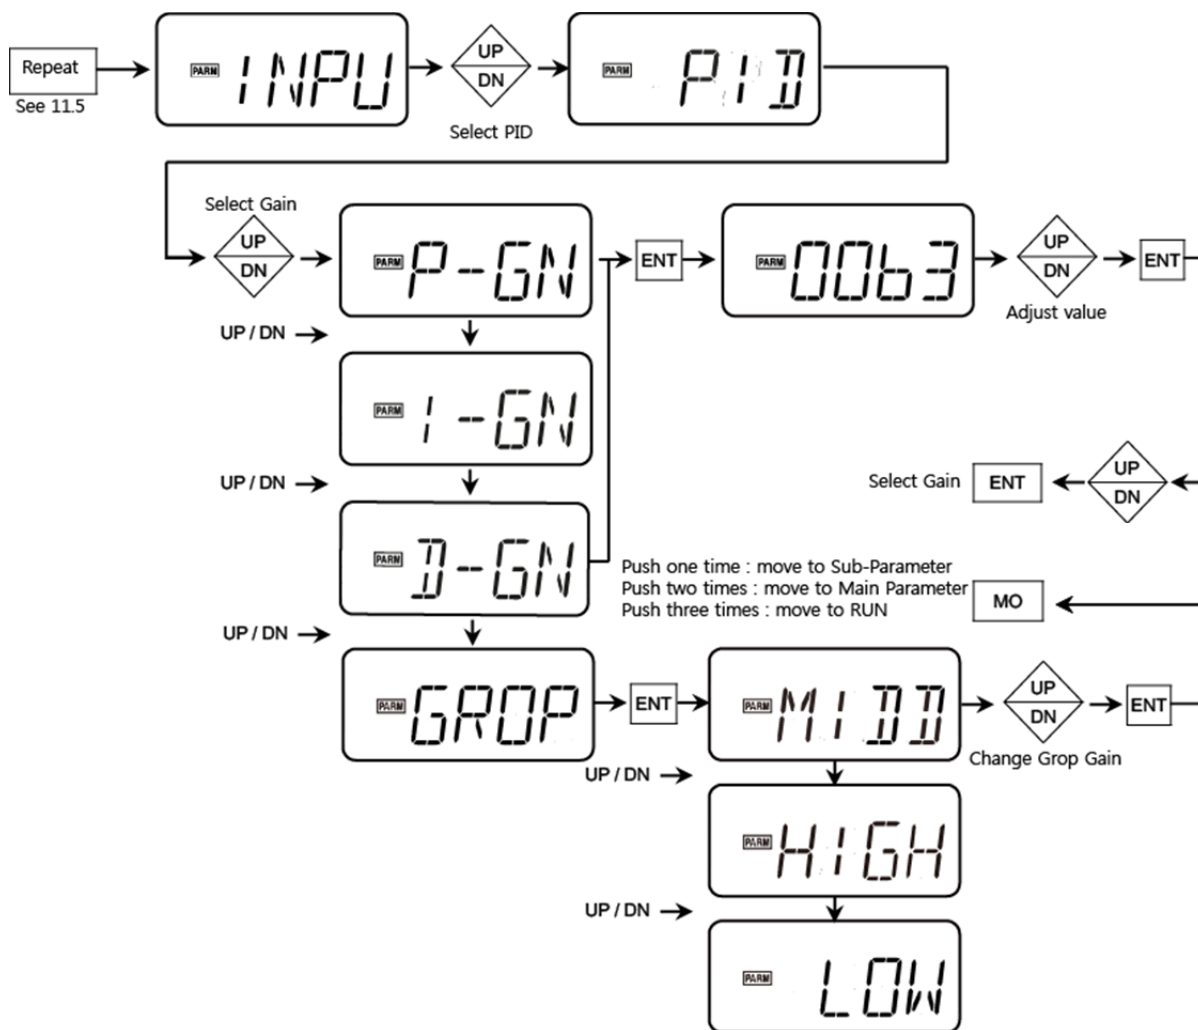 Repeat
See 11.5
PARM INPU
UP
DN
Select PID
PARM PID
Select Gain
UP
DN
PARM P-GN
ENT
PARM 0063
UP
DN
Adjust value
ENT
UP / DN
PARM I-GN
UP / DN
PARM D-GN
Select Gain
ENT
UP
DN
Push one time : move to Sub-Parameter
Push two times : move to Main Parameter
Push three times : move to RUN
MO
UP / DN
PARM GROP
ENT
PARM MIDD
UP
DN
Change Grop Gain
ENT
UP / DN
PARM HIGH
UP / DN
PARM LOW